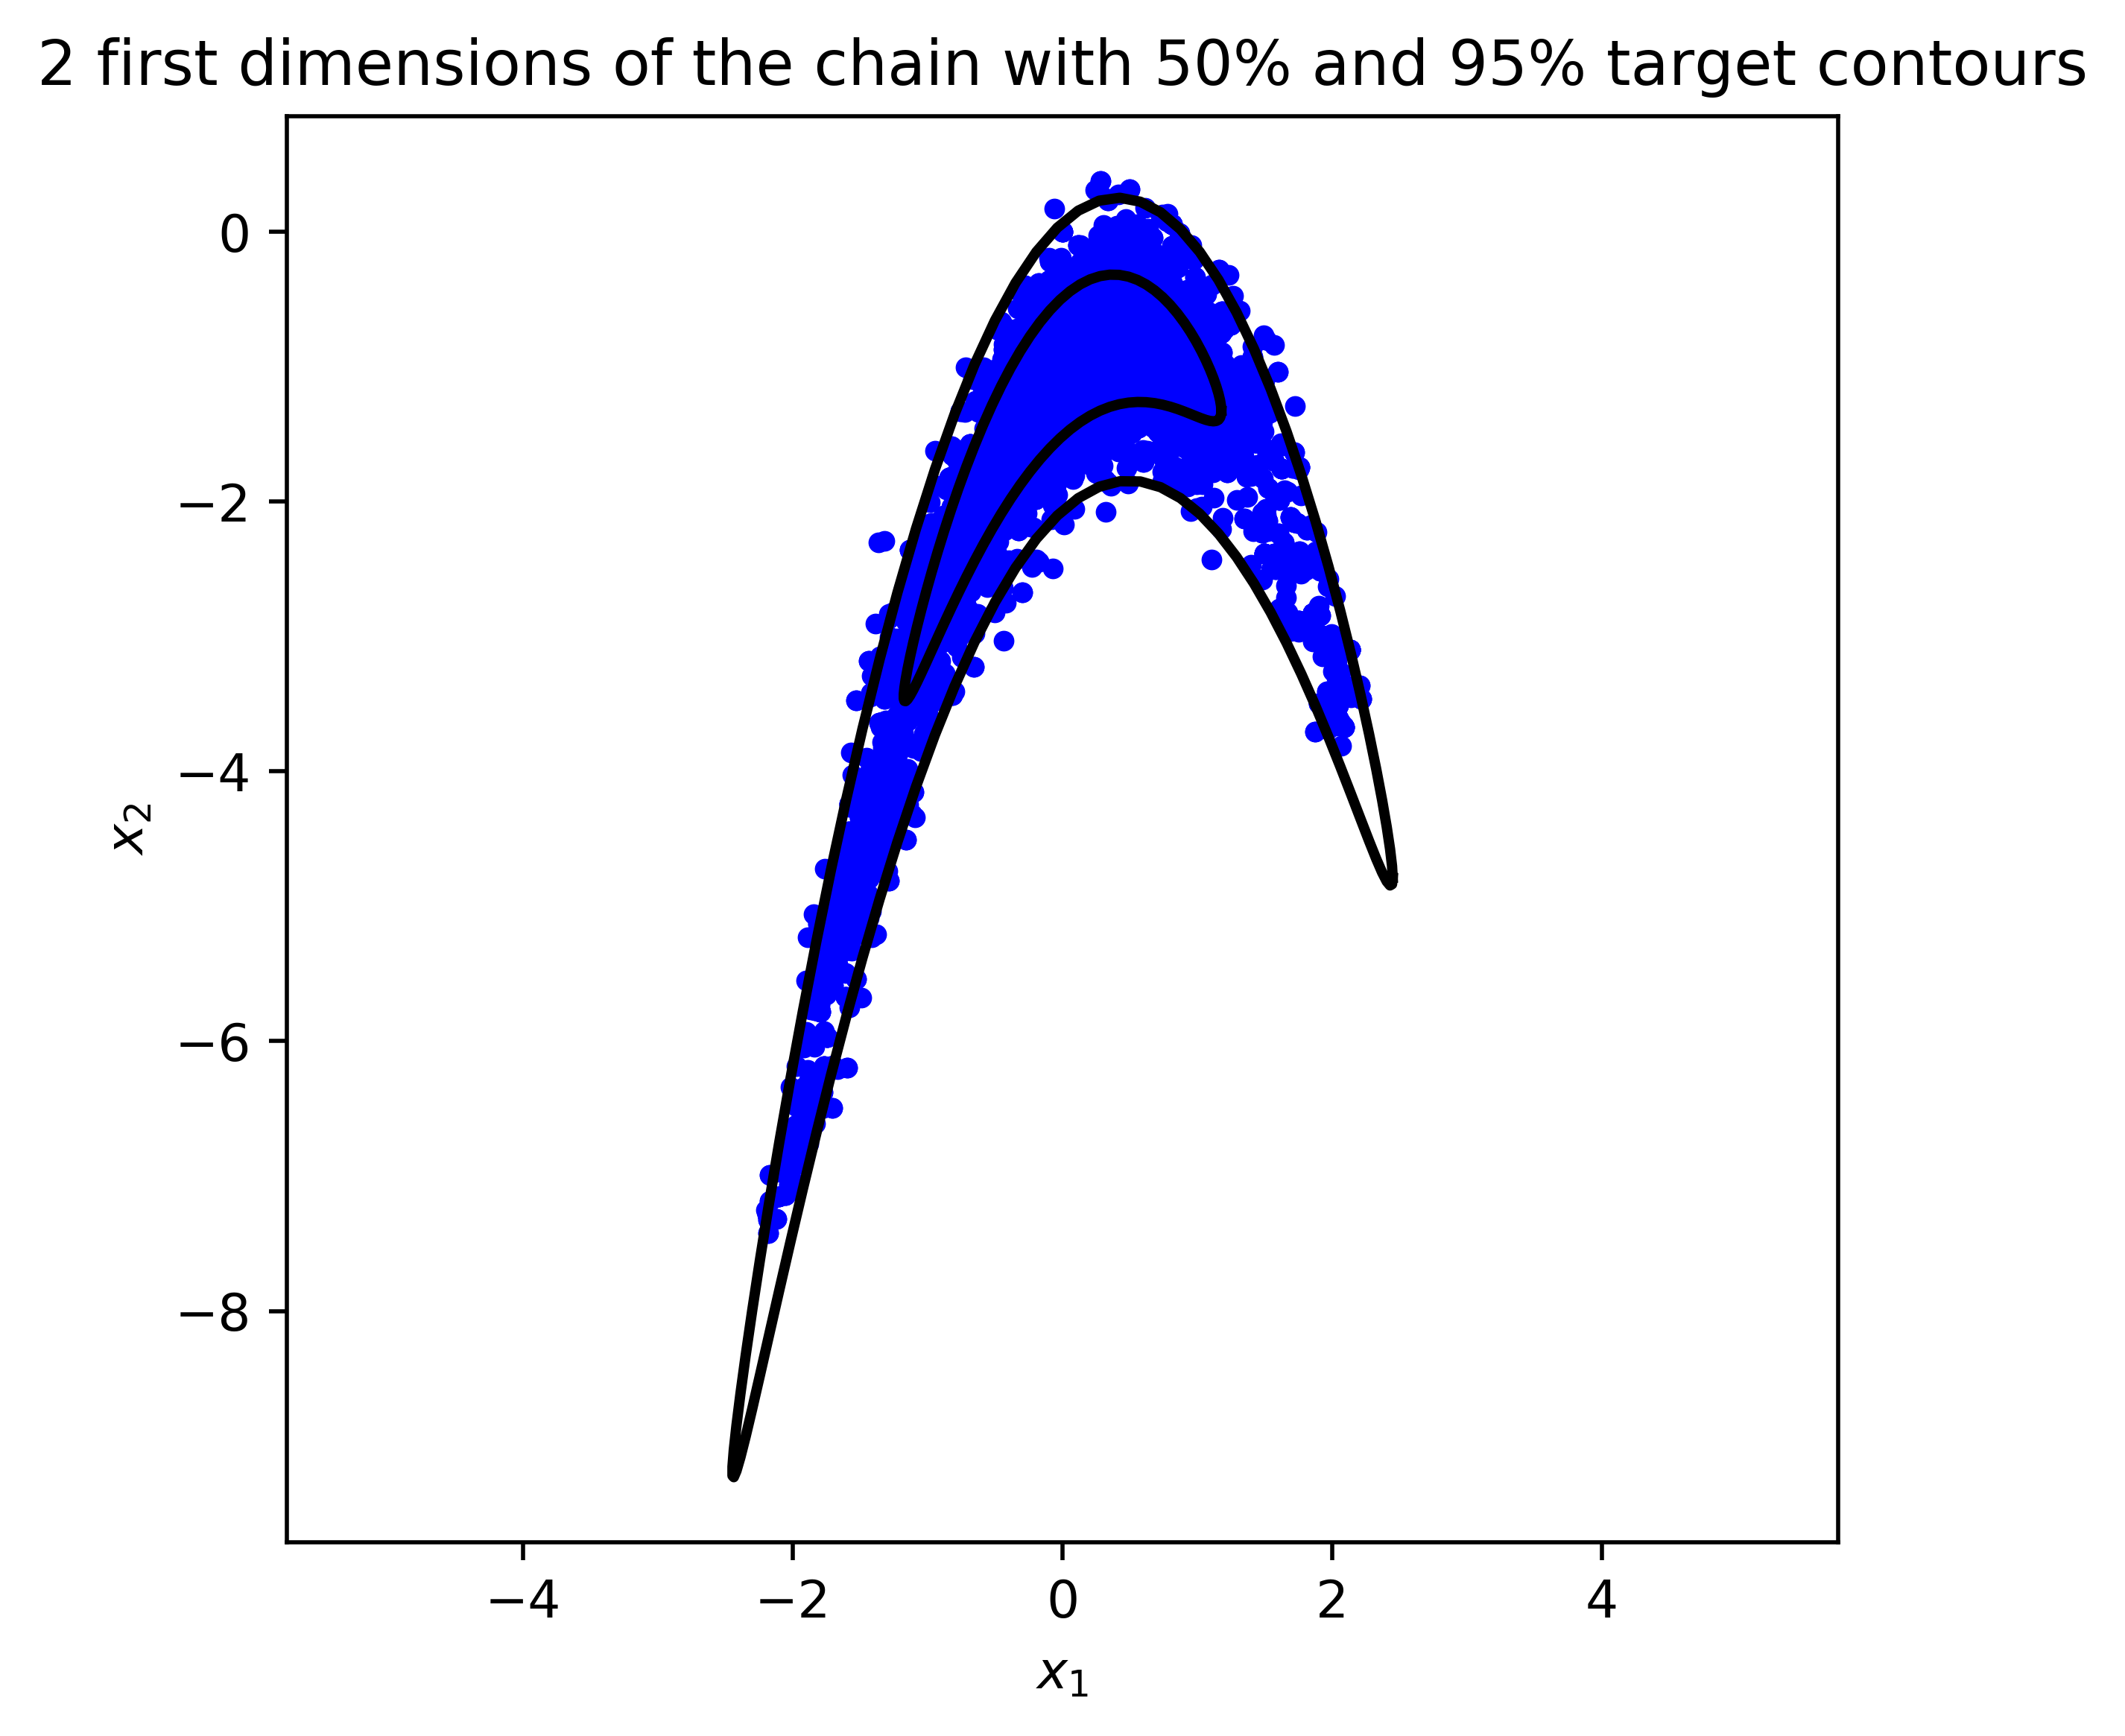 2 first dimensions of the chain with 50% and 95% target contours
0
−2
−4
−6
−8
x₂
−4 −2 0 2 4
x₁